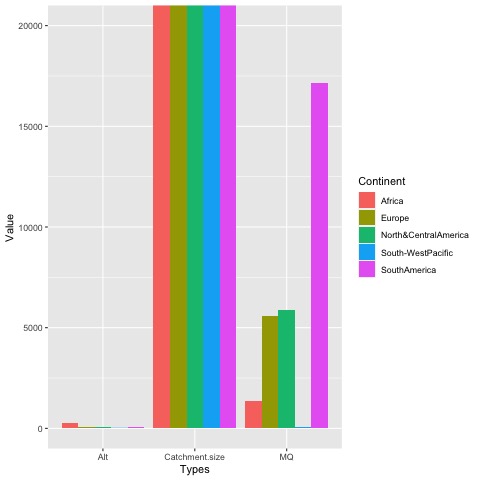 20000
15000
10000
5000
0
Value
Alt
Catchment.size
MQ
Types
Continent
Africa
Europe
North&CentralAmerica
South-WestPacific
SouthAmerica